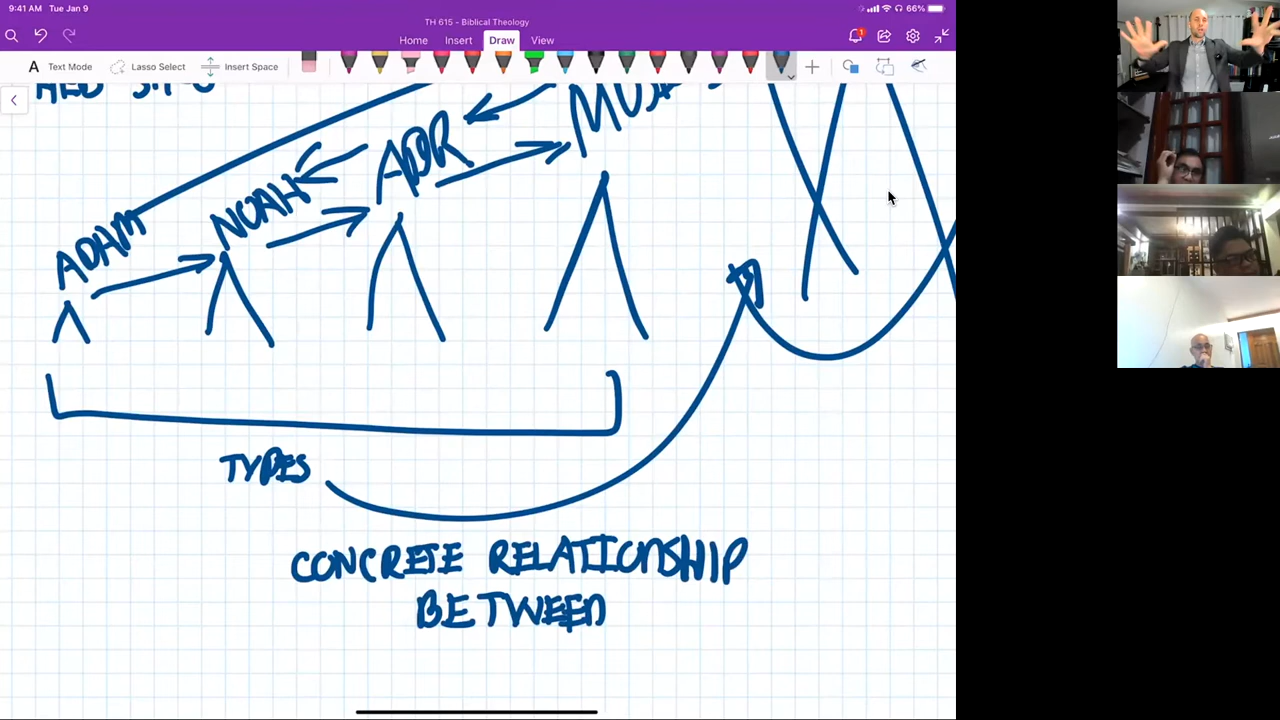 9:41 AM Tue Jan 9
66%
TH 615 - Biblical Theology
Home Insert Draw View
1
A Text Mode Lasso Select Insert Space
ADAM
NOAH
TYPES
CONCRETE RELATIONSHIP
BETWEEN